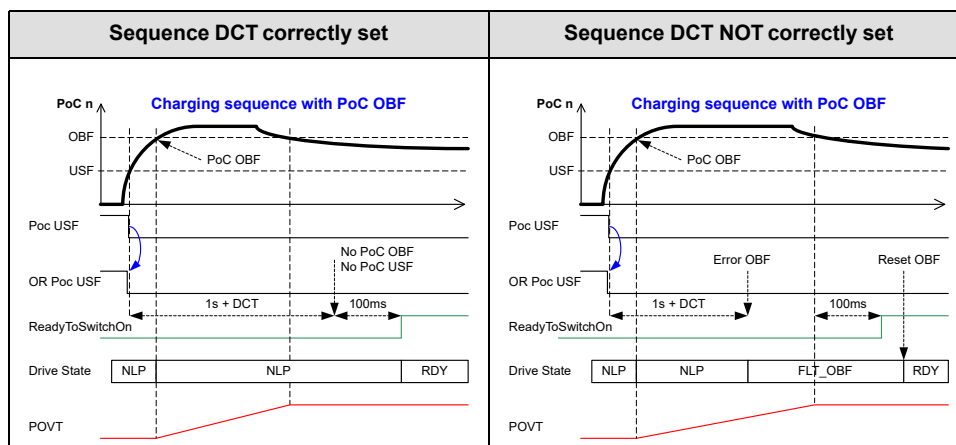 Sequence DCT correctly set
Sequence DCT NOT correctly set
PoC n
Charging sequence with PoC OBF
OBF
PoC OBF
USF
Poc USF
No PoC OBF
No PoC USF
OR Poc USF
1s + DCT
100ms
ReadyToSwitchOn
Drive State
NLP
NLP
RDY
POVT
PoC n
Charging sequence with PoC OBF
OBF
PoC OBF
USF
Poc USF
Error OBF
Reset OBF
OR Poc USF
1s + DCT
100ms
ReadyToSwitchOn
Drive State
NLP
NLP
FLT_OBF
RDY
POVT